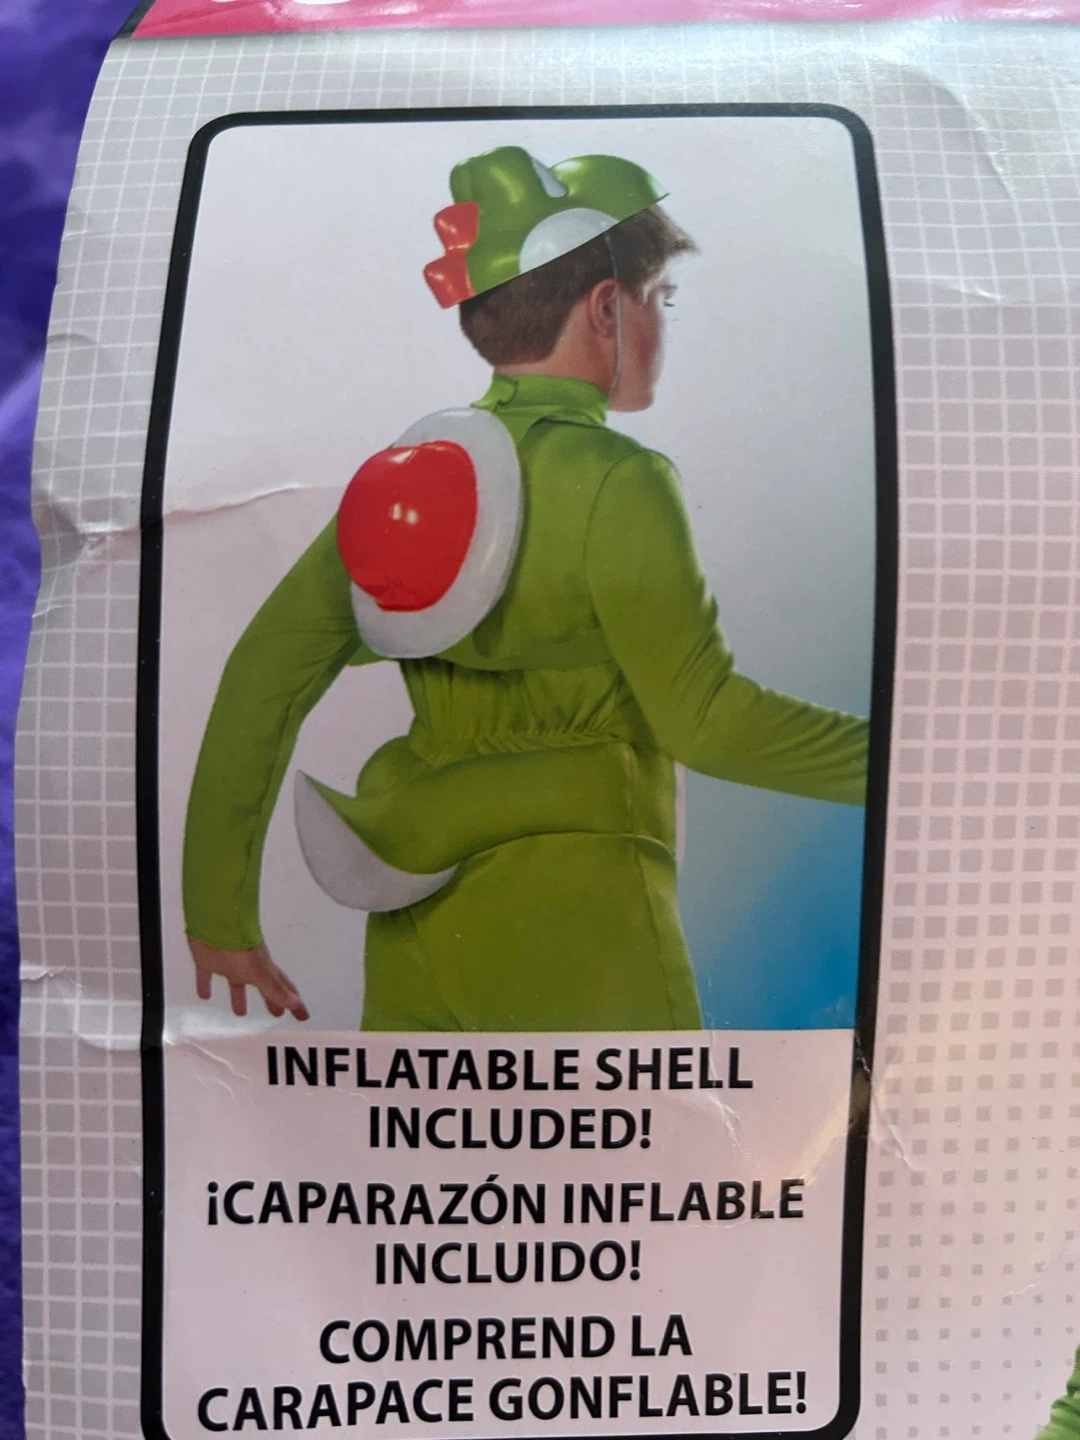 INFLATABLE SHELL
INCLUDED!
¡CAPARAZÓN INFLABLE
INCLUIDO!
COMPREND LA
CARAPACE GONFLABLE!